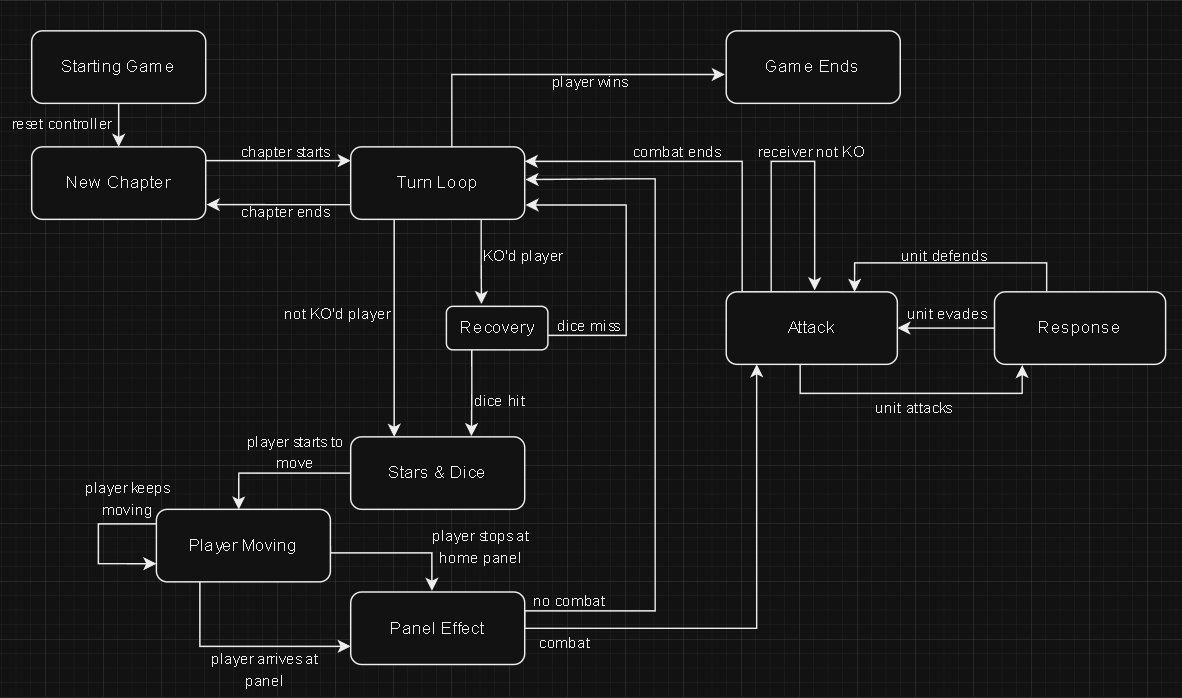 Starting Game
Game Ends
player wins
reset controller
chapter starts
combat ends
receiver not KO
New Chapter
Turn Loop
chapter ends
KO'd player
unit defends
not KO'd player
Recovery
dice miss
Attack
unit evades
Response
dice hit
unit attacks
player starts to
move
Stars & Dice
player keeps
moving
Player Moving
player stops at
home panel
no combat
Panel Effect
combat
player arrives at
panel